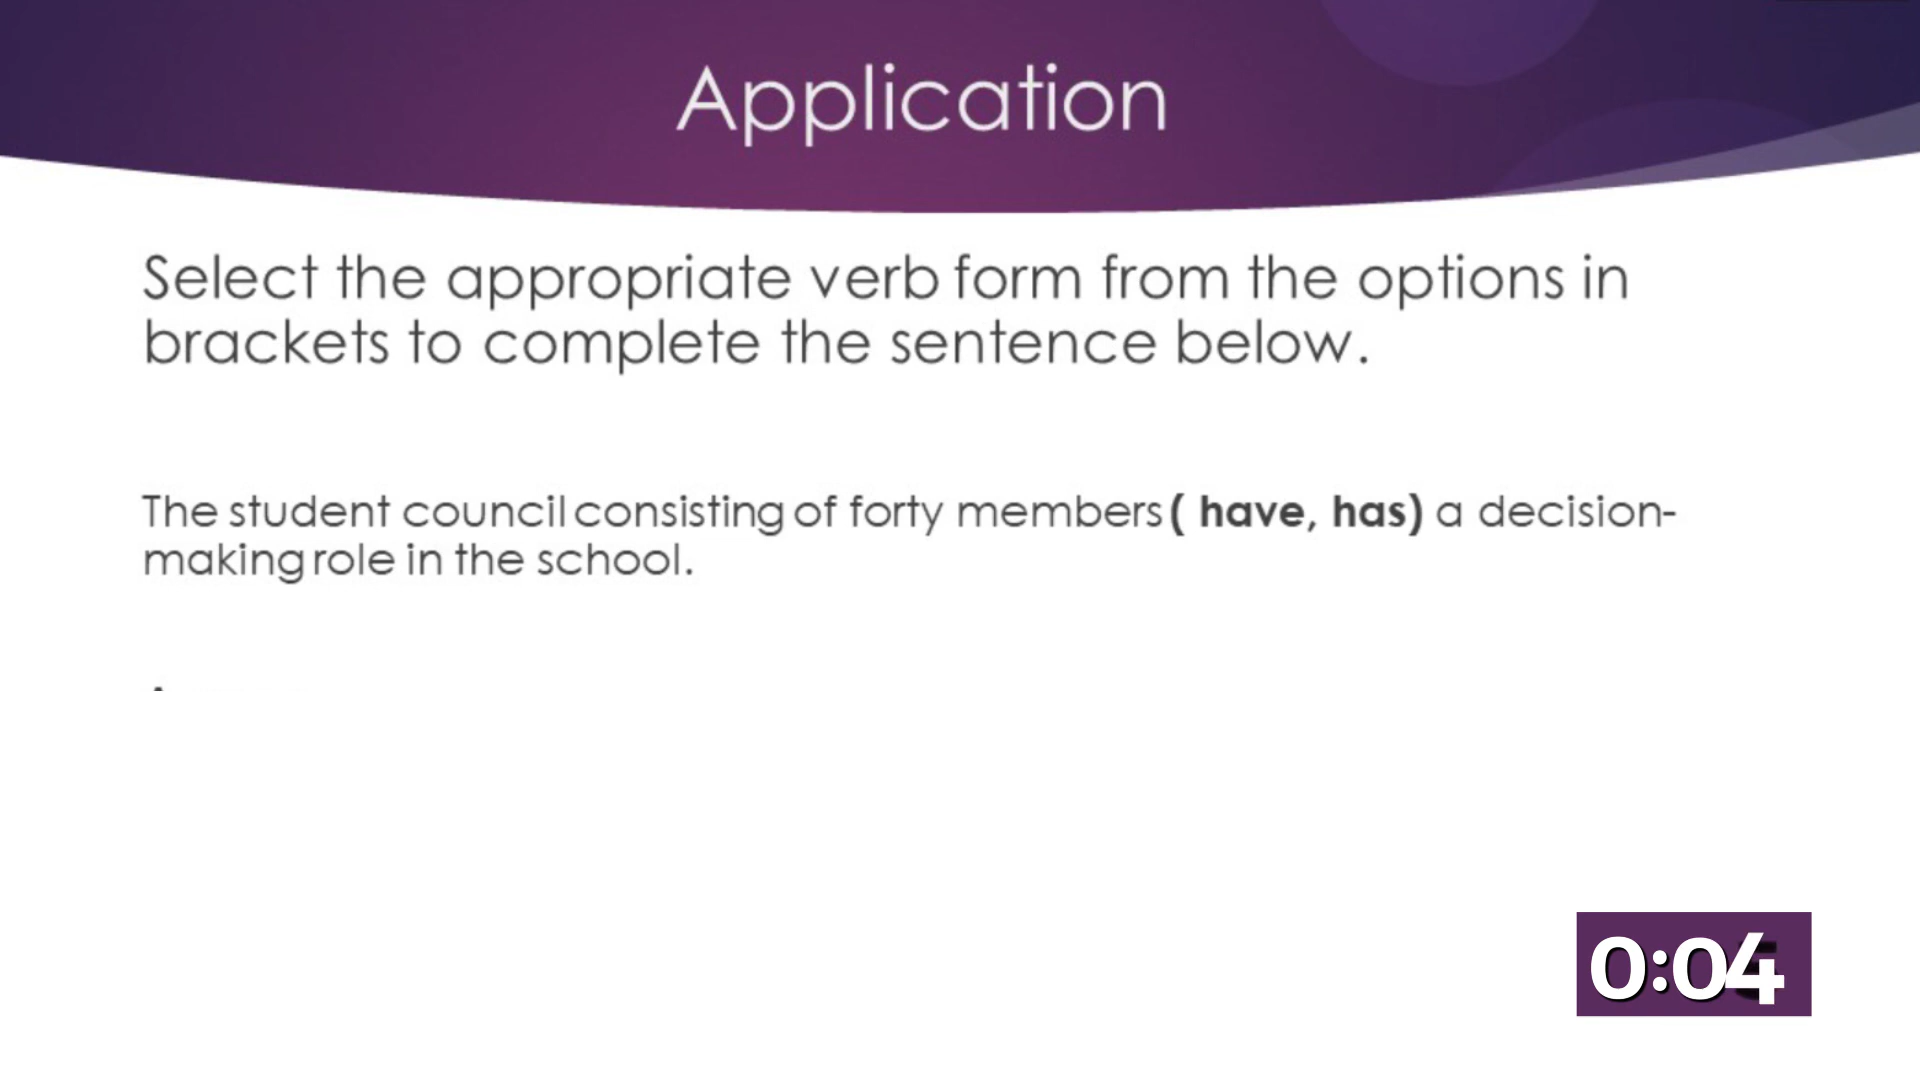 Application
Select the appropriate verb form from the options in
brackets to complete the sentence below.
The student council consisting of forty members ( have, has) a decision-
making role in the school.
0:04